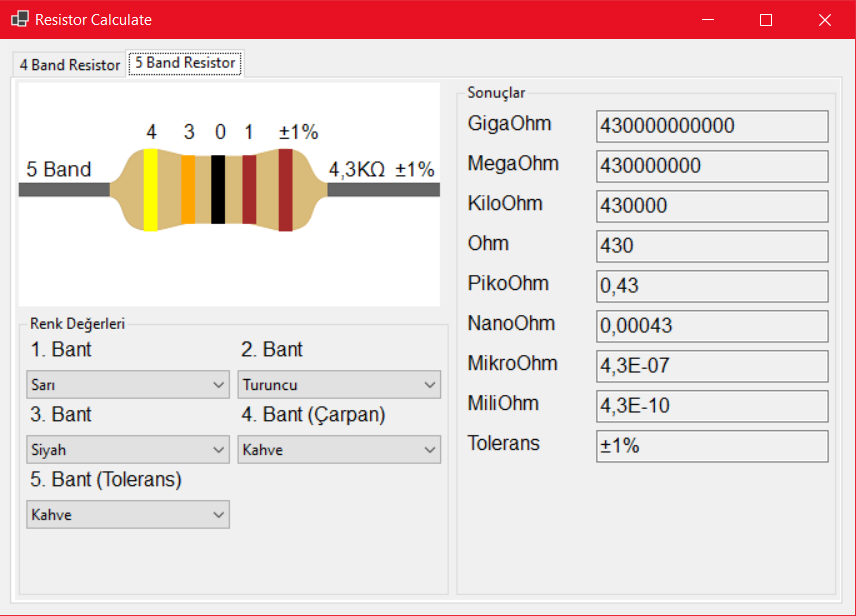 Resistor Calculate
4 Band Resistor
5 Band Resistor
4 3 0 1 ±1%
5 Band
4,3KΩ ±1%
Renk Değerleri
1. Bant
2. Bant
Sarı
Turuncu
3. Bant
4. Bant (Çarpan)
Siyah
Kahve
5. Bant (Tolerans)
Kahve
Sonuçlar
GigaOhm 430000000000
MegaOhm 430000000
KiloOhm 430000
Ohm 430
PikoOhm 0,43
NanoOhm 0,00043
MikroOhm 4,3E-07
MiliOhm 4,3E-10
Tolerans ±1%